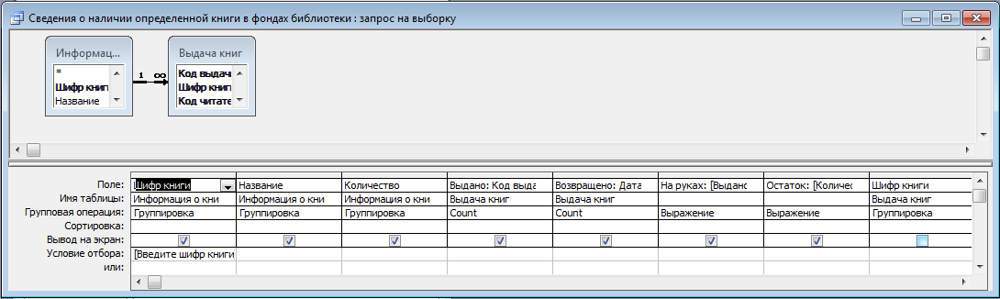 Сведения о наличии определенной книги в фондах библиотеки : запрос на выборку
Информац... Выдача книг
*
Шифр книг
Название
1 ∞
Код выдачи
Шифр книг
Код читате
Поле: Шифр книги Название Количество Выдано: Код выда Возвращено: Дата На руках: [Выданс Остаток: [Количес Шифр книги
Имя таблицы: Информация о кни Информация о кни Информация о кни Выдача книг Выдача книг Выдача книг
Групповая операция: Группировка Группировка Группировка Count Count Выражение Выражение Группировка
Сортировка:
Вывод на экран:
Условие отбора: [Введите шифр книги
или: